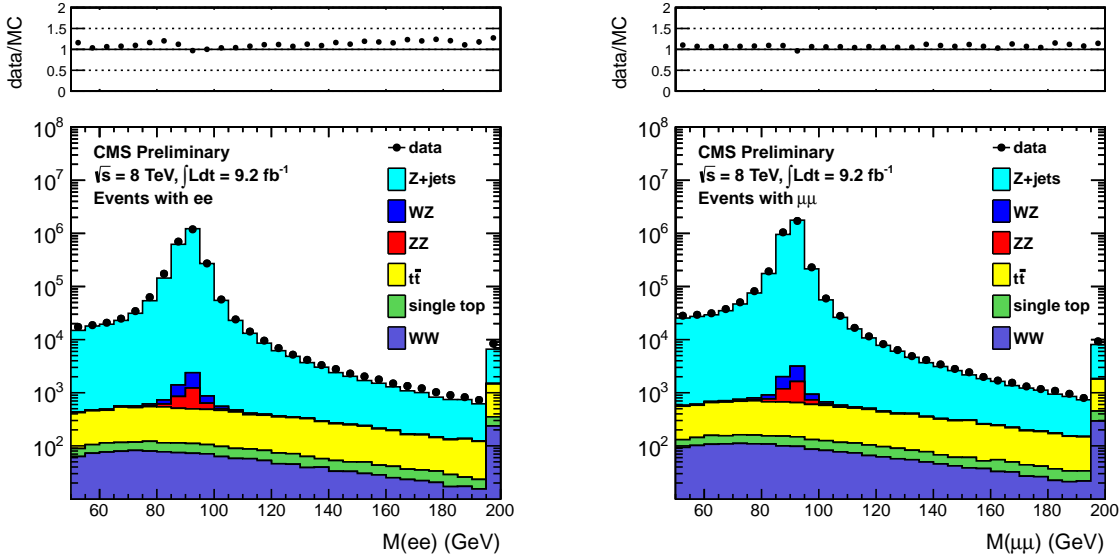 data/MC
2
1.5
1
0.5
0
10^8
10^7
10^6
10^5
10^4
10^3
10^2
CMS Preliminary
√s = 8 TeV, ∫Ldt = 9.2 fb⁻¹
Events with ee
data
Z+jets
WZ
ZZ
tt̄
single top
WW
60 80 100 120 140 160 180 200
M(ee) (GeV)
data/MC
2
1.5
1
0.5
0
10^8
10^7
10^6
10^5
10^4
10^3
10^2
CMS Preliminary
√s = 8 TeV, ∫Ldt = 9.2 fb⁻¹
Events with μμ
data
Z+jets
WZ
ZZ
tt̄
single top
WW
60 80 100 120 140 160 180 200
M(μμ) (GeV)